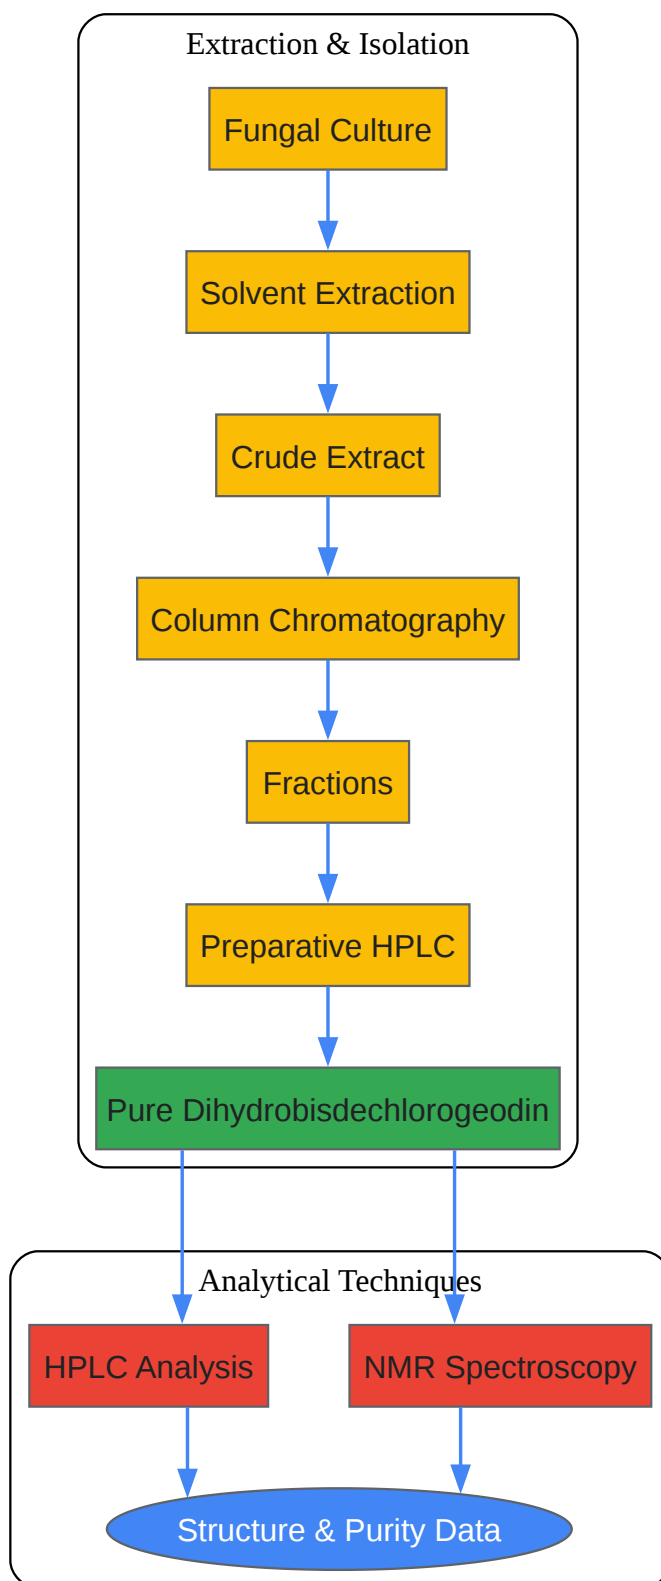 Extraction & Isolation
Fungal Culture
Solvent Extraction
Crude Extract
Column Chromatography
Fractions
Preparative HPLC
Pure Dihydrobisdechlorogeodin
Analytical Techniques
HPLC Analysis
NMR Spectroscopy
Structure & Purity Data